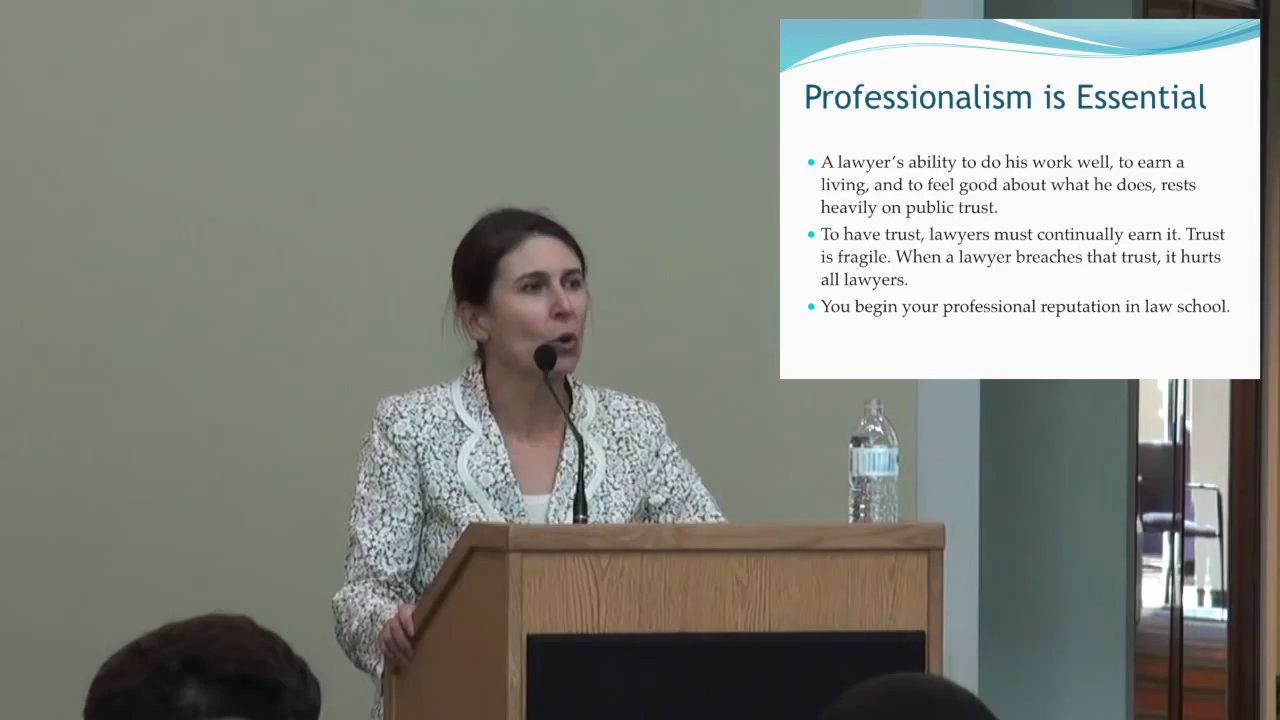 Professionalism is Essential
• A lawyer’s ability to do his work well, to earn a
living, and to feel good about what he does, rests
heavily on public trust.
• To have trust, lawyers must continually earn it. Trust
is fragile. When a lawyer breaches that trust, it hurts
all lawyers.
• You begin your professional reputation in law school.